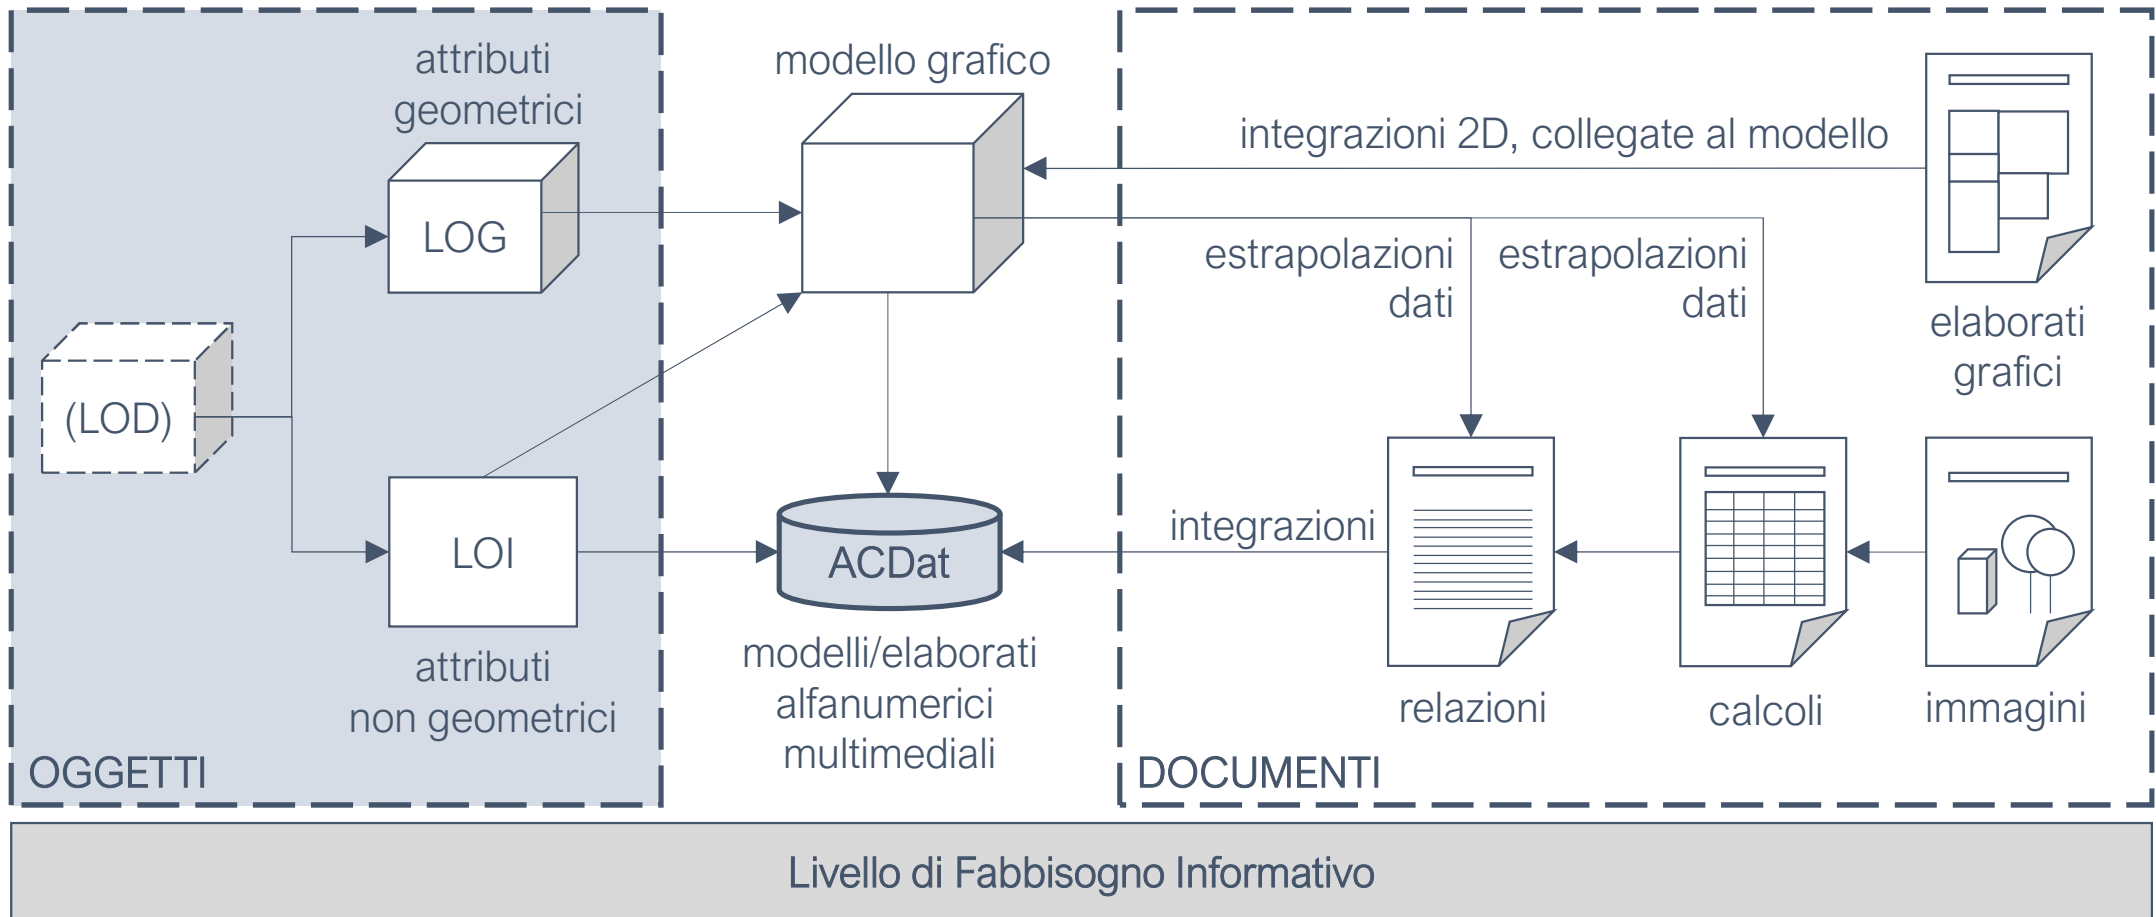 attributi
geometrici
LOG
(LOD)
LOI
attributi
non geometrici
OGGETTI
modello grafico
ACDat
modelli/elaborati
alfanumerici
multimediali
integrazioni 2D, collegate al modello
estrapolazioni
dati
estrapolazioni
dati
elaborati
grafici
integrazioni
relazioni
calcoli
immagini
DOCUMENTI
Livello di Fabbisogno Informativo